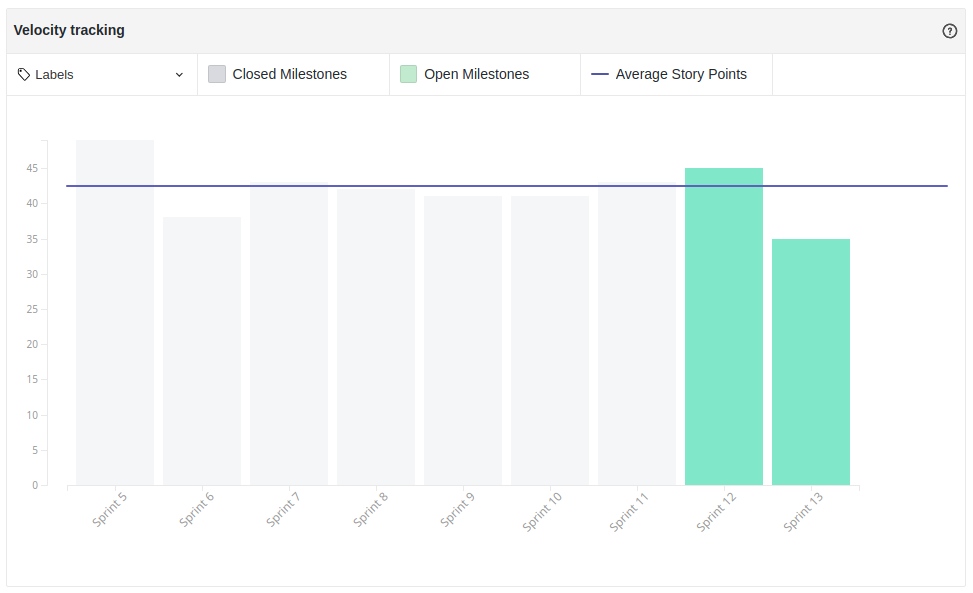 Velocity tracking
Labels
Closed Milestones
Open Milestones
Average Story Points
45
40
35
30
25
20
15
10
5
0
Sprint 5
Sprint 6
Sprint 7
Sprint 8
Sprint 9
Sprint 10
Sprint 11
Sprint 12
Sprint 13